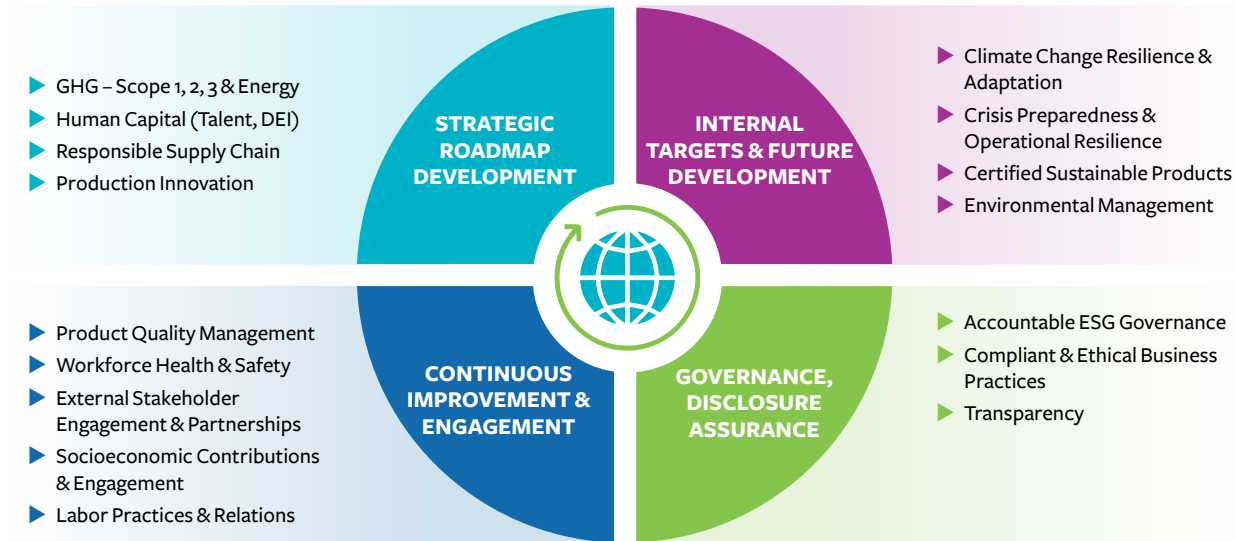 GHG – Scope 1, 2, 3 & Energy
Human Capital (Talent, DEI)
Responsible Supply Chain
Production Innovation
STRATEGIC
ROADMAP
DEVELOPMENT
INTERNAL
TARGETS & FUTURE
DEVELOPMENT
Climate Change Resilience &
Adaptation
Crisis Preparedness &
Operational Resilience
Certified Sustainable Products
Environmental Management
Product Quality Management
Workforce Health & Safety
External Stakeholder
Engagement & Partnerships
Socioeconomic Contributions
& Engagement
Labor Practices & Relations
CONTINUOUS
IMPROVEMENT &
ENGAGEMENT
GOVERNANCE,
DISCLOSURE
ASSURANCE
Accountable ESG Governance
Compliant & Ethical Business
Practices
Transparency